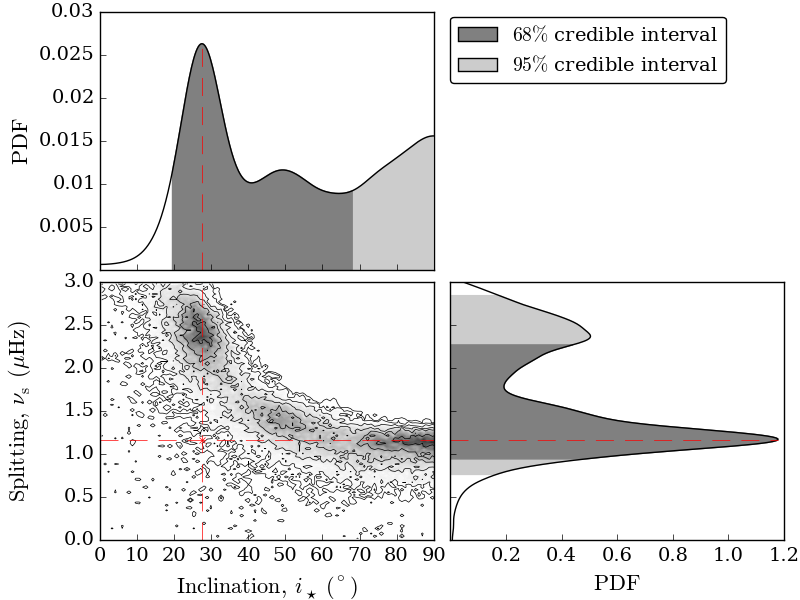 0.03
0.025
0.02
0.015
0.01
0.005
PDF
68% credible interval
95% credible interval
3.0
2.5
2.0
1.5
1.0
0.5
0.0
Splitting, νs (μHz)
0 10 20 30 40 50 60 70 80 90
Inclination, i⋆ (°)
0.2 0.4 0.6 0.8 1.0 1.2
PDF